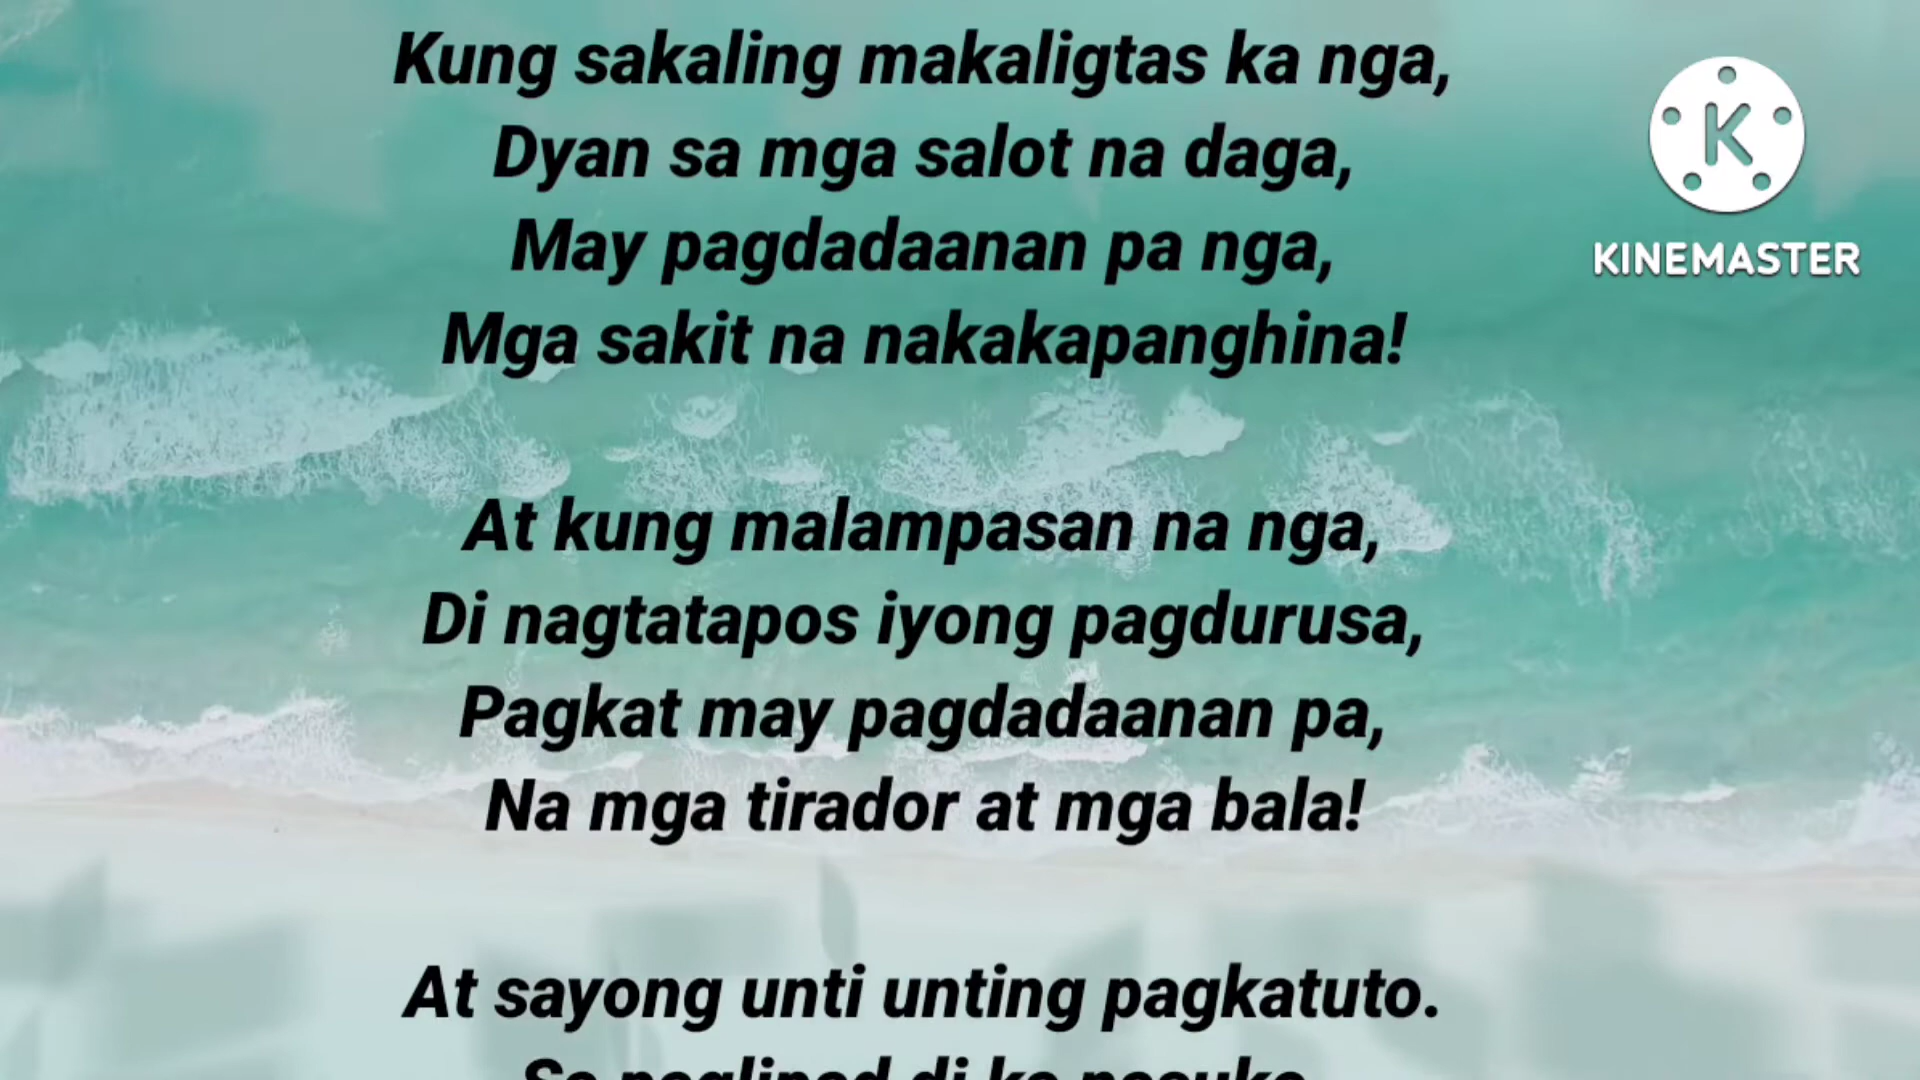 Kung sakaling makaligtas ka nga,
Dyan sa mga salot na daga,
May pagdadaanan pa nga,
Mga sakit na nakakapanghina!
At kung malampasan na nga,
Di nagtatapos iyong pagdurusa,
Pagkat may pagdadaanan pa,
Na mga tirador at mga bala!
At sayong unti unting pagkatuto.
K
KINEMASTER